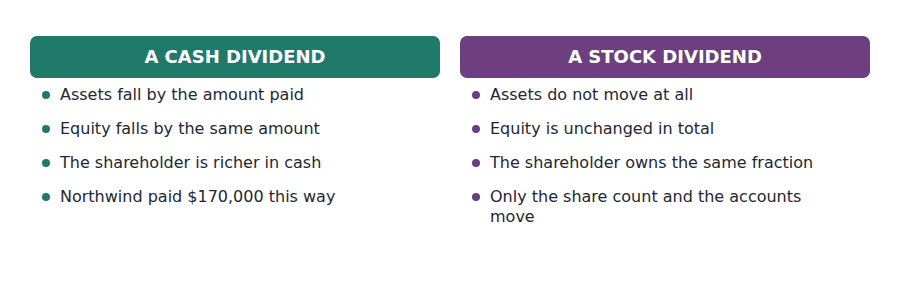 A CASH DIVIDEND
Assets fall by the amount paid
Equity falls by the same amount
The shareholder is richer in cash
Northwind paid $170,000 this way
A STOCK DIVIDEND
Assets do not move at all
Equity is unchanged in total
The shareholder owns the same fraction
Only the share count and the accounts
move